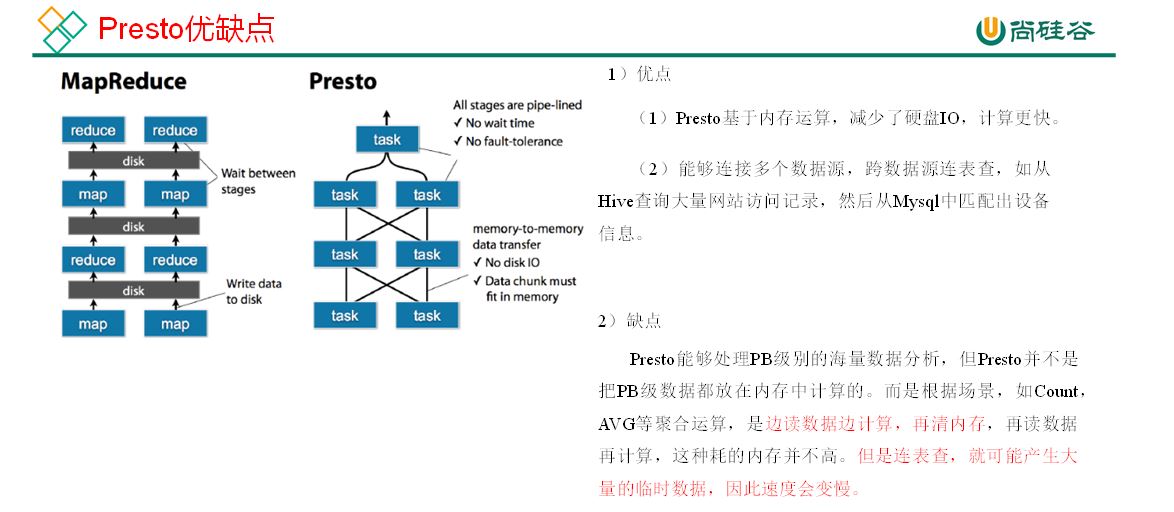 Presto优缺点
尚硅谷
MapReduce
reduce
reduce
disk
Wait between
stages
map
map
disk
reduce
reduce
disk
Write data
to disk
map
map
Presto
All stages are pipe-lined
✓ No wait time
✓ No fault-tolerance
task
task
task
memory-to-memory
data transfer
✓ No disk IO
✓ Data chunk must
fit in memory
task
task
task
task
1）优点
（1）Presto基于内存运算，减少了硬盘IO，计算更快。
（2）能够连接多个数据源，跨数据源连表查，如从
Hive查询大量网站访问记录，然后从Mysql中匹配出设备
信息。
2）缺点
Presto能够处理PB级别的海量数据分析，但Presto并不是
把PB级数据都放在内存中计算的。而是根据场景，如Count，
AVG等聚合运算，是边读数据边计算，再清内存，再读数据
再计算，这种耗的内存并不高。但是连表查，就可能产生大
量的临时数据，因此速度会变慢。